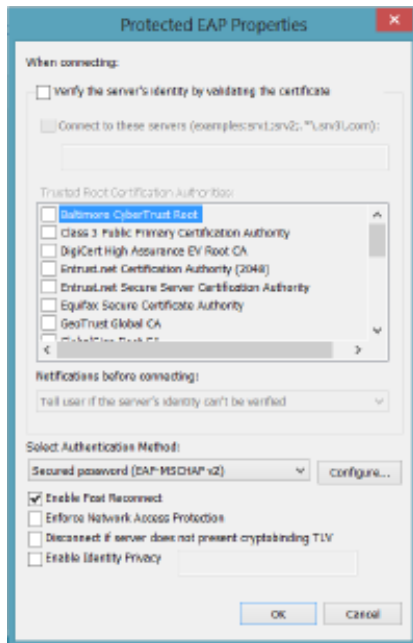 Protected EAP Properties
When connecting:
Verify the server's identity by validating the certificate
Connect to these servers (examples:srv1;srv2;.*\.srv3\.com):
Trusted Root Certification Authorities:
Baltimore CyberTrust Root
Class 3 Public Primary Certification Authority
DigiCert High Assurance EV Root CA
Entrust.net Certification Authority (2048)
Entrust.net Secure Server Certification Authority
Equifax Secure Certificate Authority
GeoTrust Global CA
GlobalSign Root CA
Notifications before connecting:
Tell user if the server's identity can't be verified
Select Authentication Method:
Secured password (EAP-MSCHAP v2)
Configure...
Enable Fast Reconnect
Enforce Network Access Protection
Disconnect if server does not present cryptobinding TLV
Enable Identity Privacy
OK
Cancel